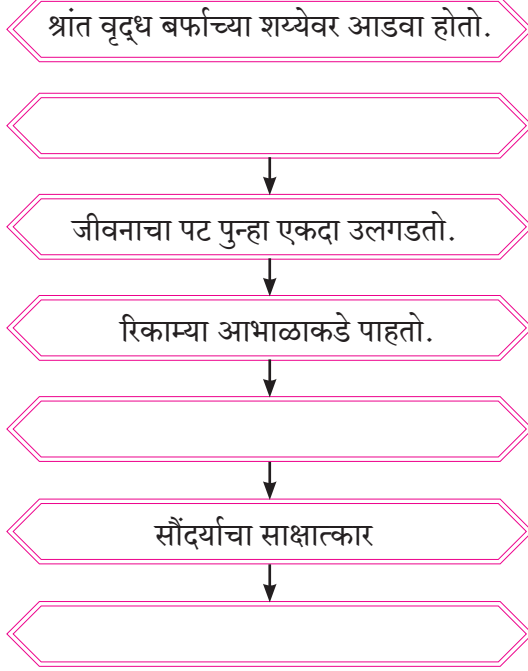 श्रांत वृद्ध बर्फाच्या शय्येवर आडवा होतो.
जीवनाचा पट पुन्हा एकदा उलगडतो.
रिकाम्या आभाळाकडे पाहतो.
सौंदर्याचा साक्षात्कार